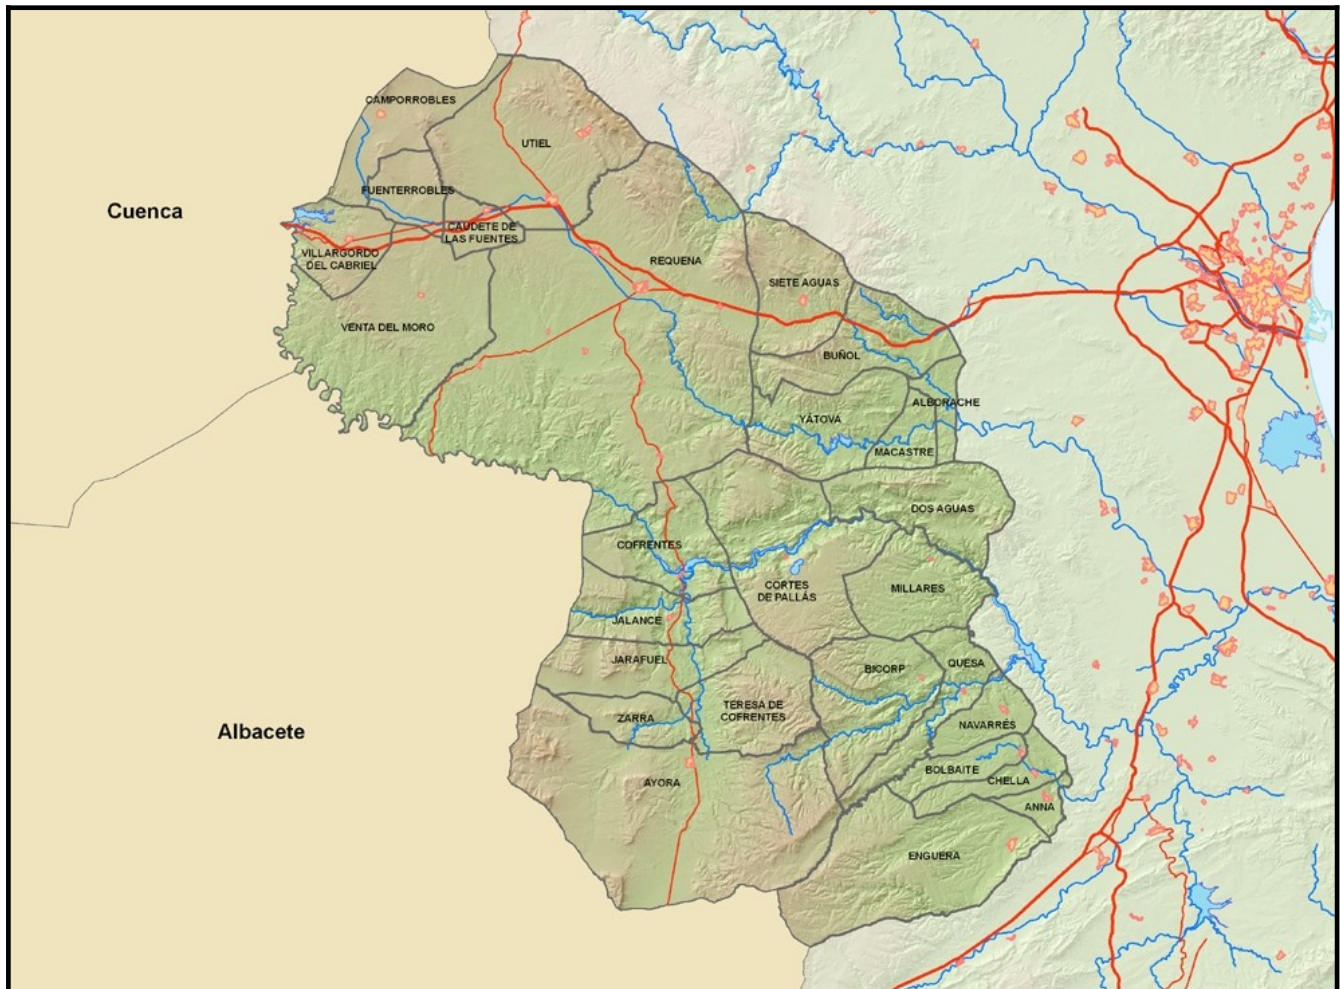 CAMPORROBLES
UTIEL
FUENTERROBLES
Cuenca
CAUDETE DE
LAS FUENTES
VILLARGORDO
DEL CABRIEL
REQUENA
SIETE AGUAS
VENTA DEL MORO
BUÑOL
ALBORACHE
YÁTOVA
MACASTRE
DOS AGUAS
COFRENTES
CORTES
DE PALLÁS
MILLARES
JALANCE
JARAFUEL
BICORP
QUESA
TERESA DE
COFRENTES
ZARRA
NAVARRÉS
Albacete
BOLBAITE
AYORA
CHELLA
ANNA
ENGUERA